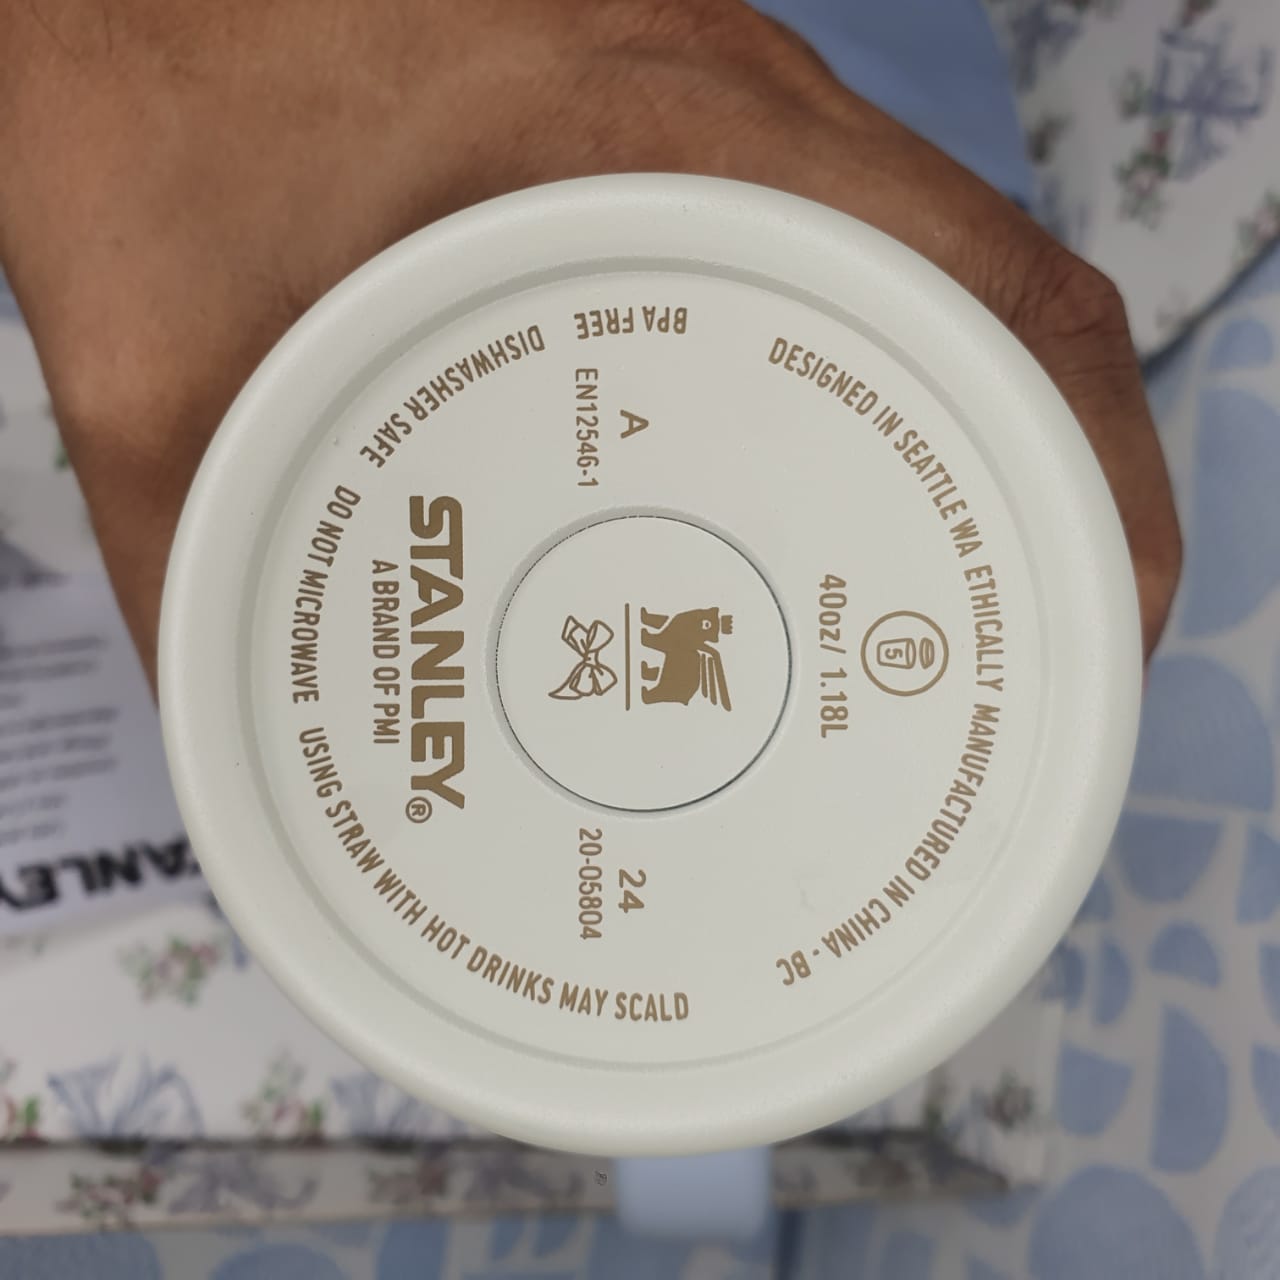 STANLEY®
A BRAND OF PMI
A
EN12546-1
24
20-05804
40oz/ 1.18L
5
BPA FREE
DISHWASHER SAFE
DO NOT MICROWAVE
USING STRAW WITH HOT DRINKS MAY SCALD
DESIGNED IN SEATTLE WA ETHICALLY MANUFACTURED IN CHINA - BC
STANLEY